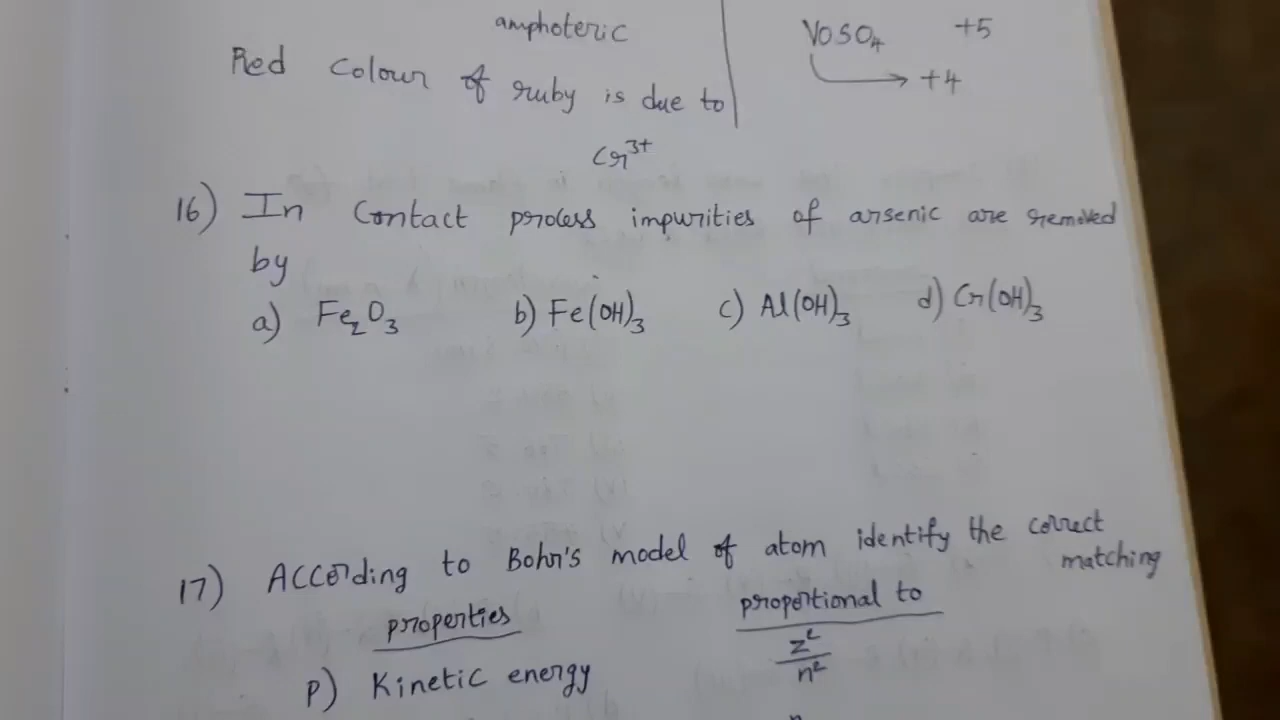 amphoteric
Red colour of ruby is due to
Cr³⁺
VOSO₄ +5
+4
16) In Contact process impurities of arsenic are removed
by
a) Fe₂O₃ b) Fe(OH)₃ c) Al(OH)₃ d) Cr(OH)₃
17) According to Bohr's model of atom identify the correct
matching
properties proportional to
p) Kinetic energy z²/n²